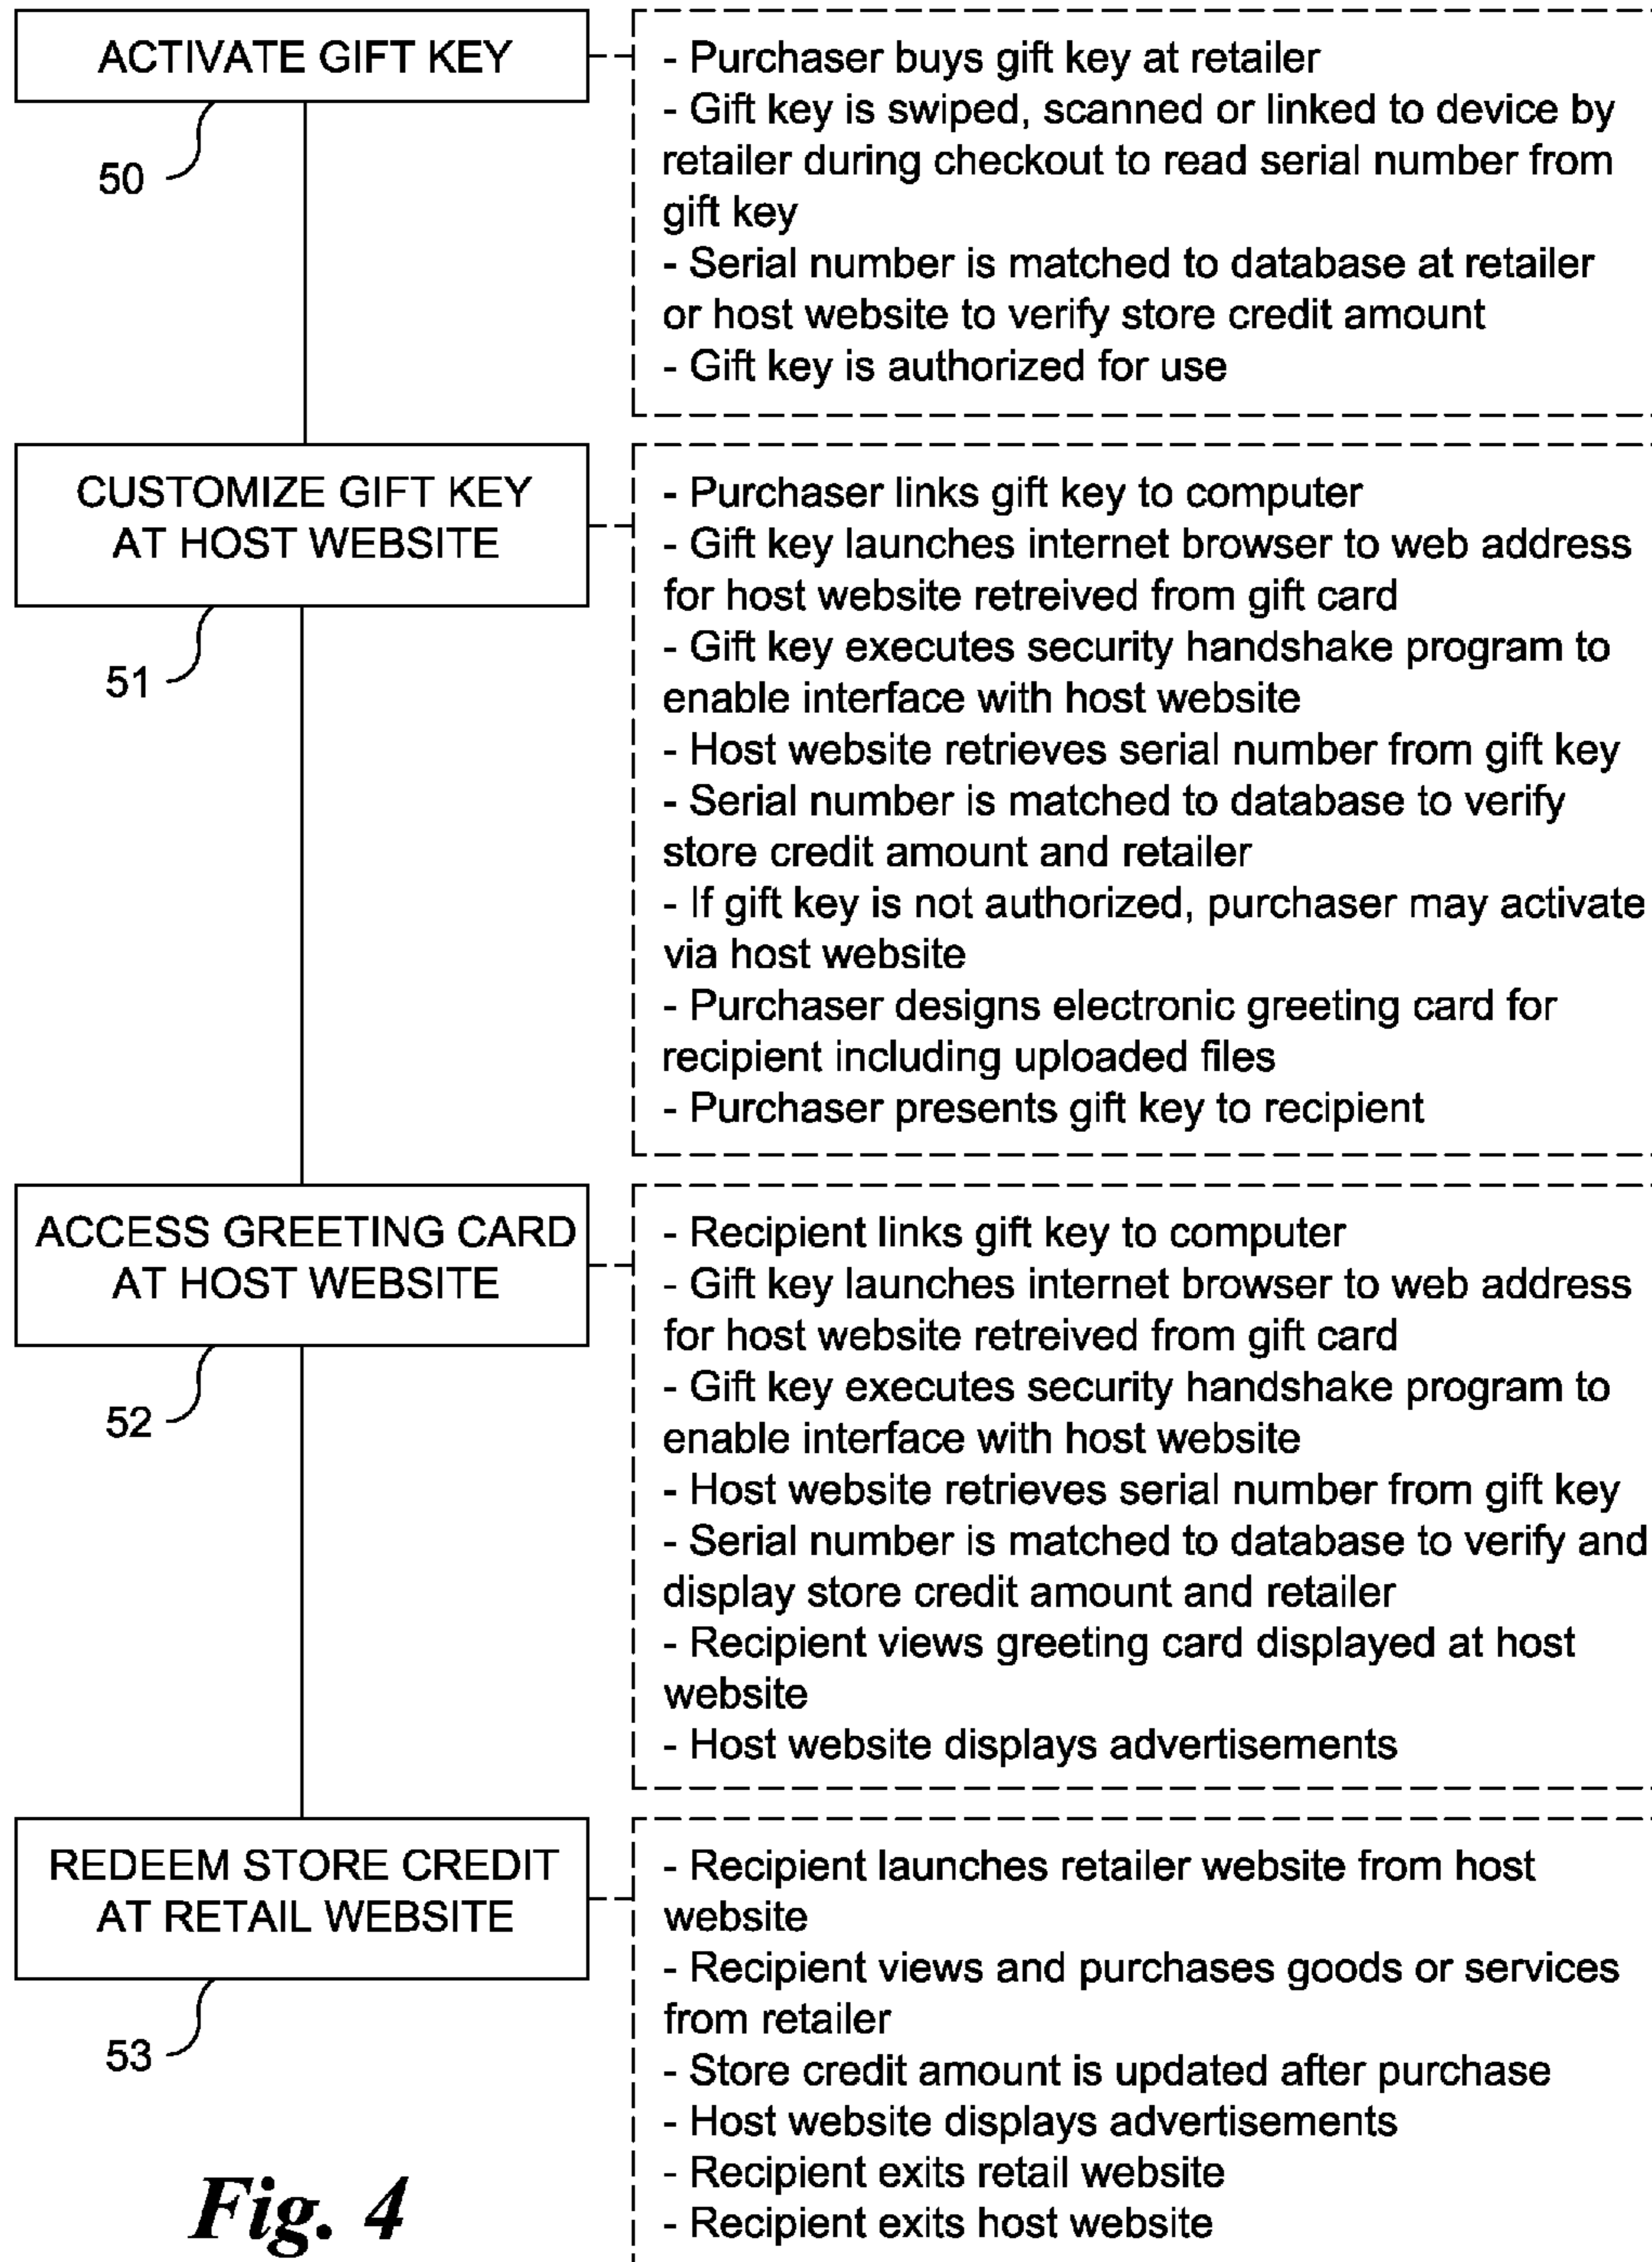 ACTIVATE GIFT KEY
50
- Purchaser buys gift key at retailer
- Gift key is swiped, scanned or linked to device by
retailer during checkout to read serial number from
gift key
- Serial number is matched to database at retailer
or host website to verify store credit amount
- Gift key is authorized for use
CUSTOMIZE GIFT KEY
AT HOST WEBSITE
51
- Purchaser links gift key to computer
- Gift key launches internet browser to web address
for host website retreived from gift card
- Gift key executes security handshake program to
enable interface with host website
- Host website retrieves serial number from gift key
- Serial number is matched to database to verify
store credit amount and retailer
- If gift key is not authorized, purchaser may activate
via host website
- Purchaser designs electronic greeting card for
recipient including uploaded files
- Purchaser presents gift key to recipient
ACCESS GREETING CARD
AT HOST WEBSITE
52
- Recipient links gift key to computer
- Gift key launches internet browser to web address
for host website retreived from gift card
- Gift key executes security handshake program to
enable interface with host website
- Host website retrieves serial number from gift key
- Serial number is matched to database to verify and
display store credit amount and retailer
- Recipient views greeting card displayed at host
website
- Host website displays advertisements
REDEEM STORE CREDIT
AT RETAIL WEBSITE
53
- Recipient launches retailer website from host
website
- Recipient views and purchases goods or services
from retailer
- Store credit amount is updated after purchase
- Host website displays advertisements
- Recipient exits retail website
- Recipient exits host website
Fig. 4